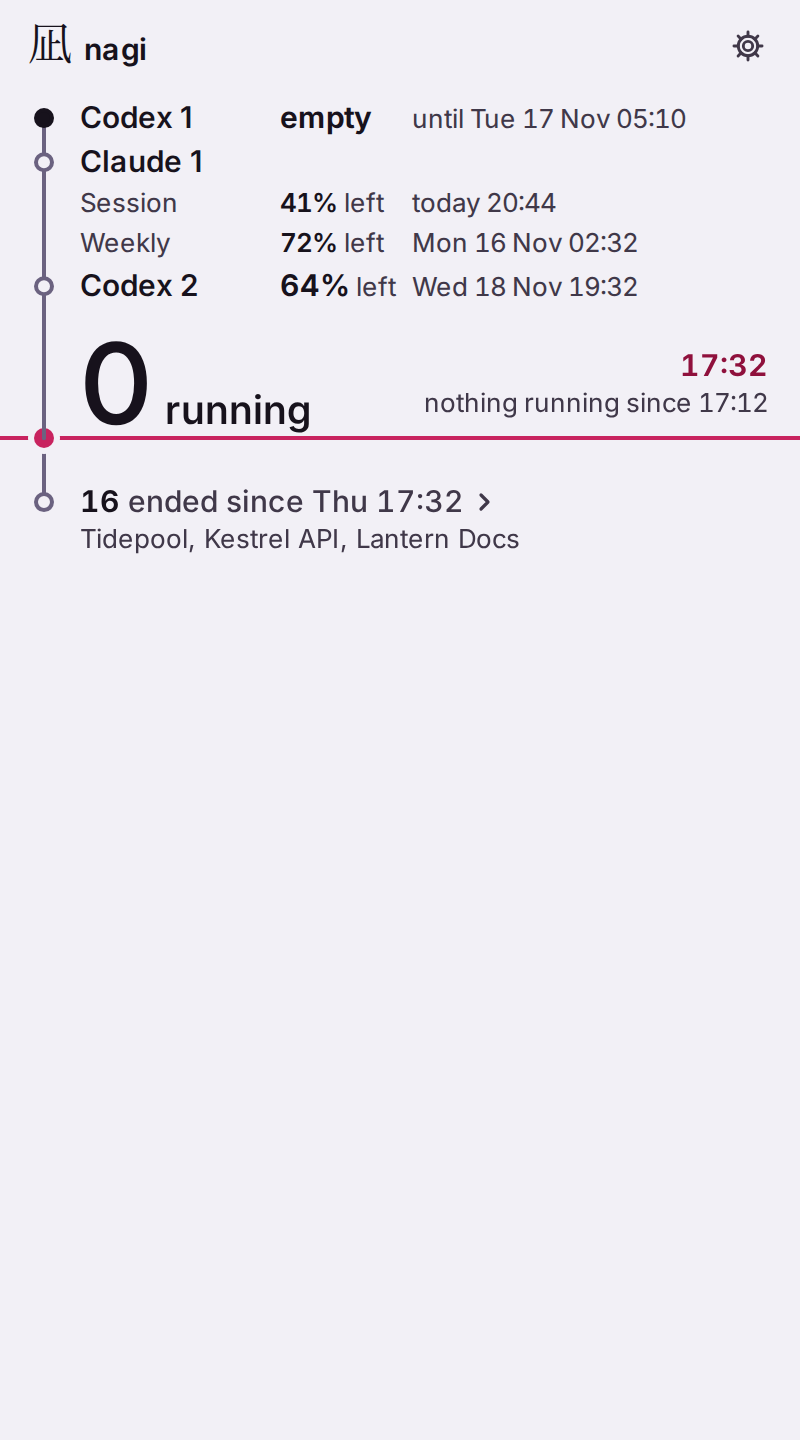 凪 nagi
Codex 1 empty until Tue 17 Nov 05:10
Claude 1
Session 41% left today 20:44
Weekly 72% left Mon 16 Nov 02:32
Codex 2 64% left Wed 18 Nov 19:32
17:32
0 running nothing running since 17:12
16 ended since Thu 17:32
Tidepool, Kestrel API, Lantern Docs